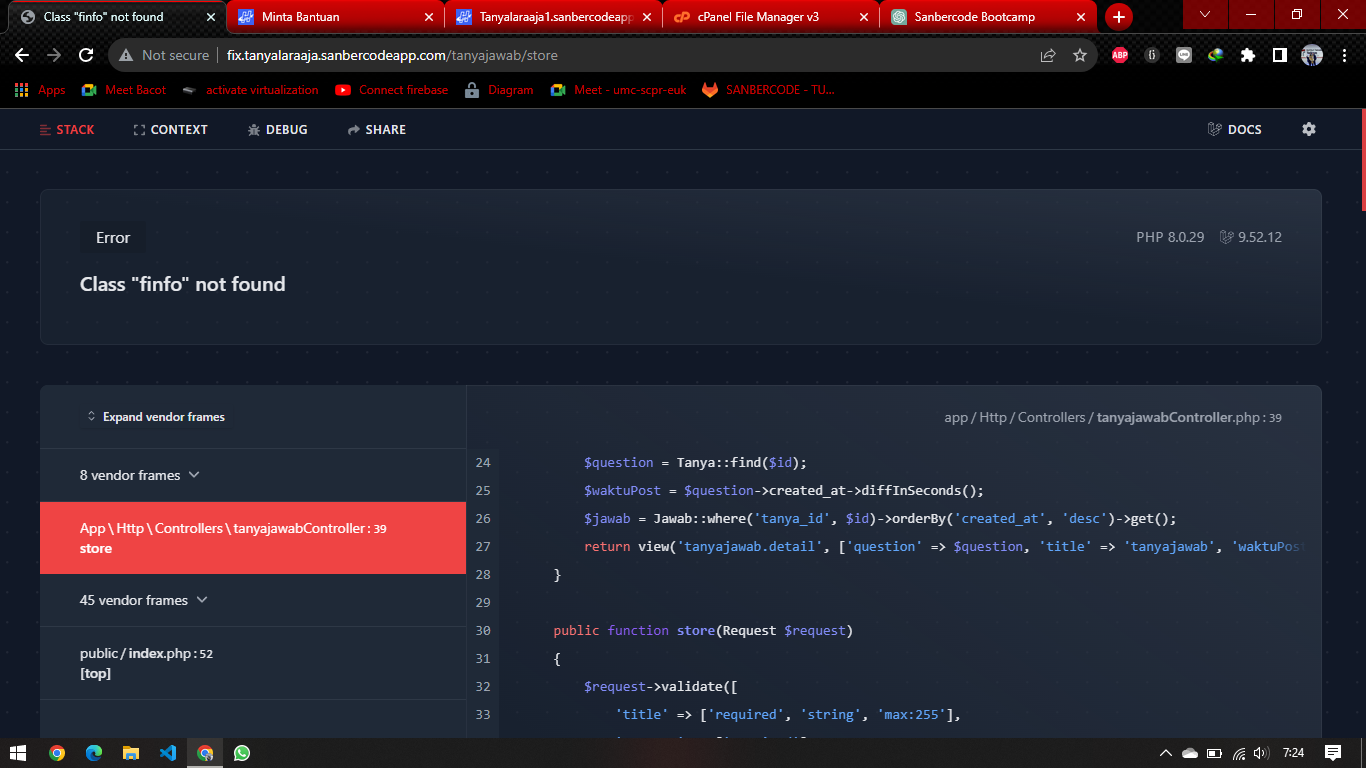 Class "finfo" not found
Minta Bantuan
Tanyalaraaja1.sanbercodeapp
cPanel File Manager v3
Sanbercode Bootcamp
Not secure
fix.tanyalaraaja.sanbercodeapp.com/tanyajawab/store
ABP
Apps
Meet Bacot
activate virtualization
Connect firebase
Diagram
Meet - umc-scpr-euk
SANBERCODE - TU...
STACK
CONTEXT
DEBUG
SHARE
DOCS
Error
PHP 8.0.29
9.52.12
Class "finfo" not found
Expand vendor frames
8 vendor frames
App \ Http \ Controllers \ tanyajawabController : 39
store
45 vendor frames
public / index.php : 52
[top]
app / Http / Controllers / tanyajawabController.php : 39
24 $question = Tanya::find($id);
25 $waktuPost = $question->created_at->diffInSeconds();
26 $jawab = Jawab::where('tanya_id', $id)->orderBy('created_at', 'desc')->get();
27 return view('tanyajawab.detail', ['question' => $question, 'title' => 'tanyajawab', 'waktuPost
28 }
29
30 public function store(Request $request)
31 {
32 $request->validate([
33 'title' => ['required', 'string', 'max:255'],
7:24